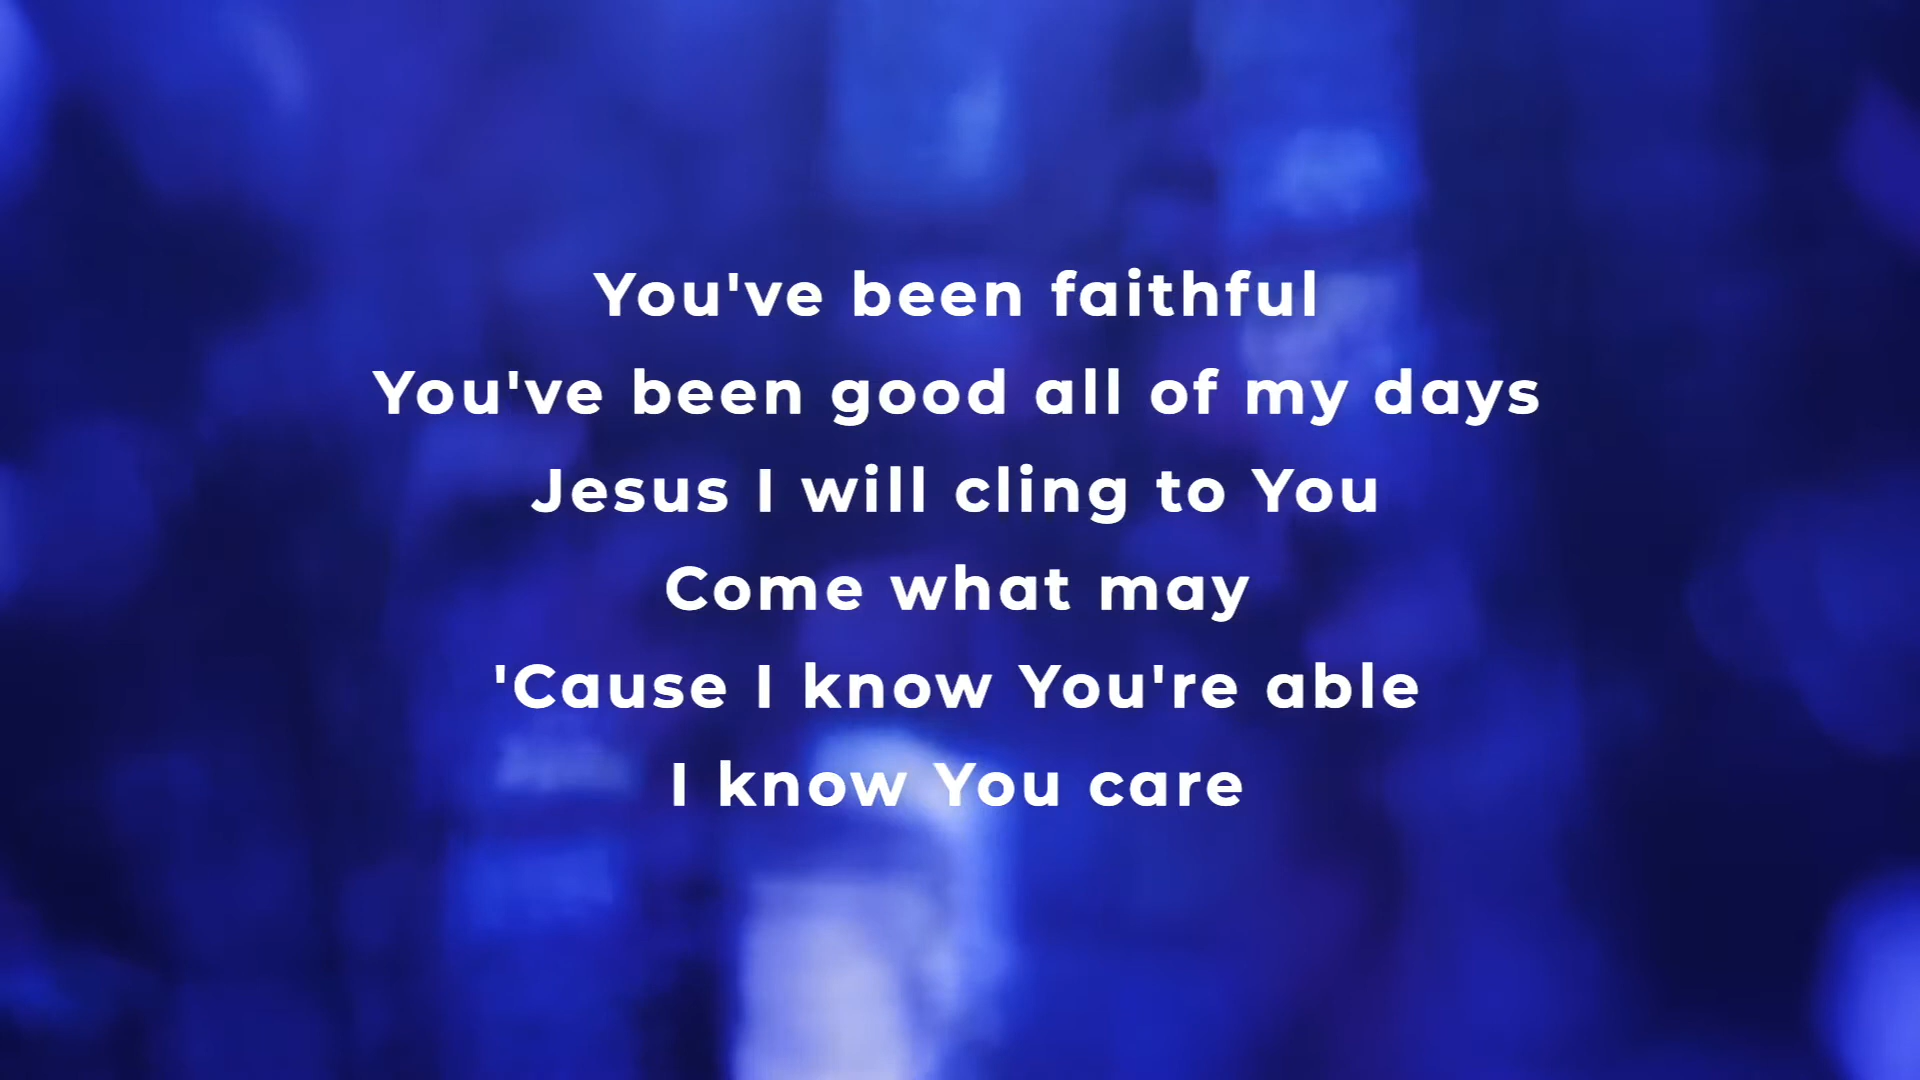 You've been faithful
You've been good all of my days
Jesus I will cling to You
Come what may
'Cause I know You're able
I know You care